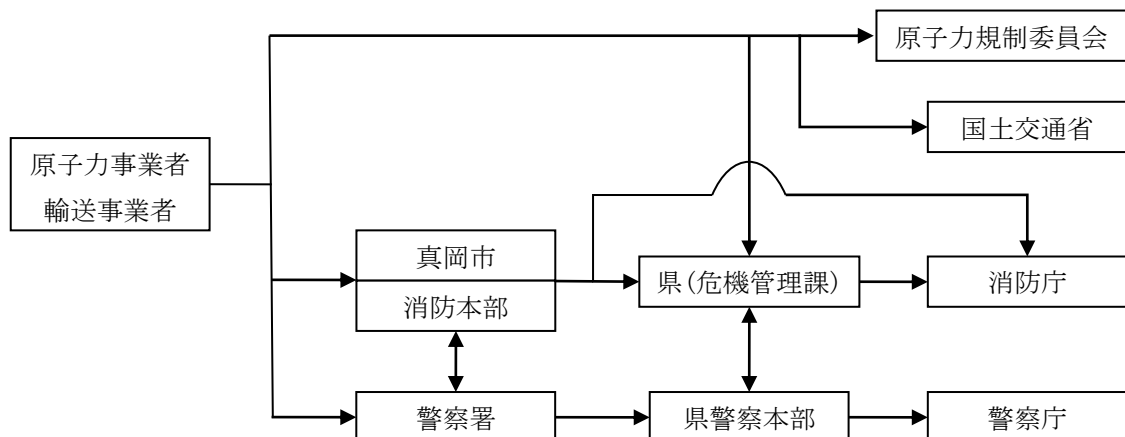 原子力規制委員会
国土交通省
原子力事業者
輸送事業者
真岡市
消防本部
県(危機管理課)
消防庁
警察署
県警察本部
警察庁